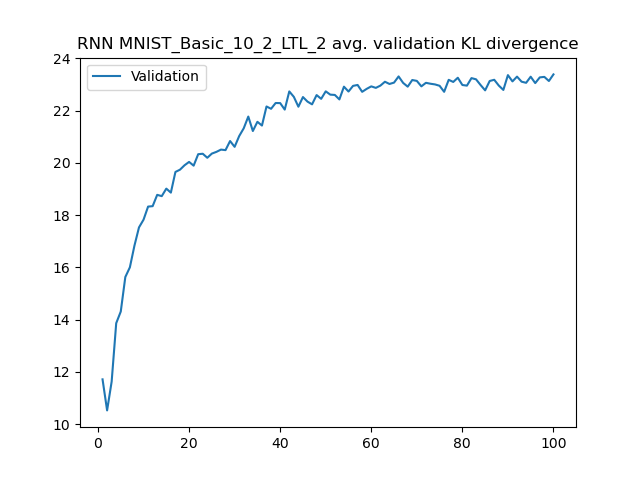 RNN MNIST_Basic_10_2_LTL_2 avg. validation KL divergence
Validation
24
22
20
18
16
14
12
10
0 20 40 60 80 100